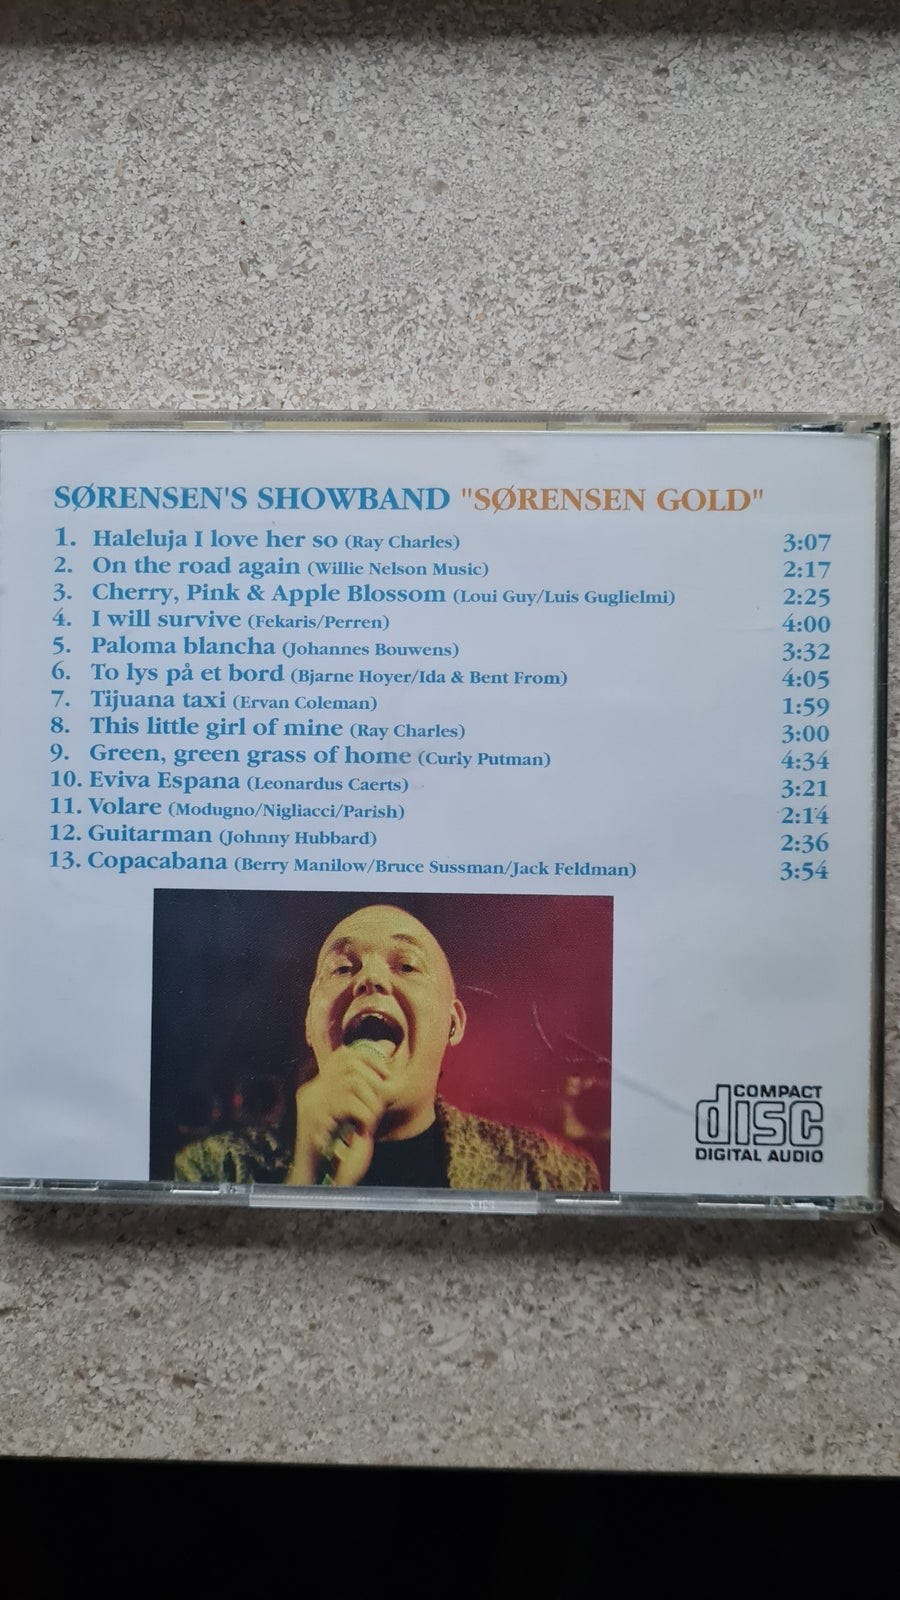 SØRENSEN'S SHOWBAND "SØRENSEN GOLD"
1. Haleluja I love her so (Ray Charles) 3:07
2. On the road again (Willie Nelson Music) 2:17
3. Cherry, Pink & Apple Blossom (Loui Guy/Luis Guglielmi) 2:25
4. I will survive (Fekaris/Perren) 4:00
5. Paloma blancha (Johannes Bouwens) 3:32
6. To lys på et bord (Bjarne Hoyer/Ida & Bent From) 4:05
7. Tijuana taxi (Ervan Coleman) 1:59
8. This little girl of mine (Ray Charles) 3:00
9. Green, green grass of home (Curly Putman) 4:34
10. Eviva Espana (Leonardus Caerts) 3:21
11. Volare (Modugno/Nigliacci/Parish) 2:14
12. Guitarman (Johnny Hubbard) 2:36
13. Copacabana (Berry Manilow/Bruce Sussman/Jack Feldman) 3:54
COMPACT
disc
DIGITAL AUDIO